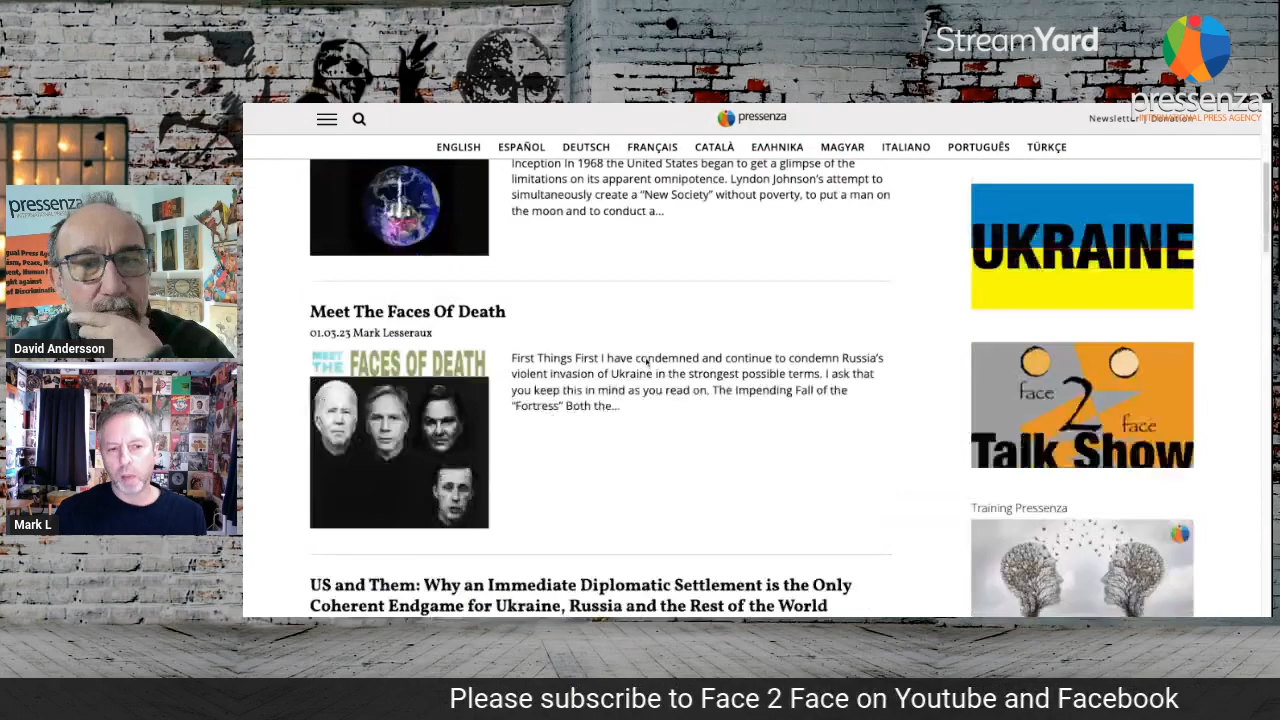 StreamYard
pressenza
INTERNATIONAL PRESS AGENCY
pressenza
Newsletter
ENGLISH ESPAÑOL DEUTSCH FRANÇAIS CATALÀ ΕΛΛΗΝΙΚΑ MAGYAR ITALIANO PORTUGUÊS TÜRKÇE
Inception In 1968 the United States began to get a glimpse of the
limitations on its apparent omnipotence. Lyndon Johnson's attempt to
simultaneously create a “New Society” without poverty, to put a man on
the moon and to conduct a...
UKRAINE
Meet The Faces Of Death
01.03.23 Mark Lesseraux
MEET THE FACES OF DEATH
First Things First I have condemned and continue to condemn Russia's
violent invasion of Ukraine in the strongest possible terms. I ask that
you keep this in mind as you read on. The Impending Fall of the
“Fortress” Both the...
face 2 face
Talk Show
Training Pressenza
US and Them: Why an Immediate Diplomatic Settlement is the Only
Coherent Endgame for Ukraine, Russia and the Rest of the World
pressenza
David Andersson
Mark L
Please subscribe to Face 2 Face on Youtube and Facebook